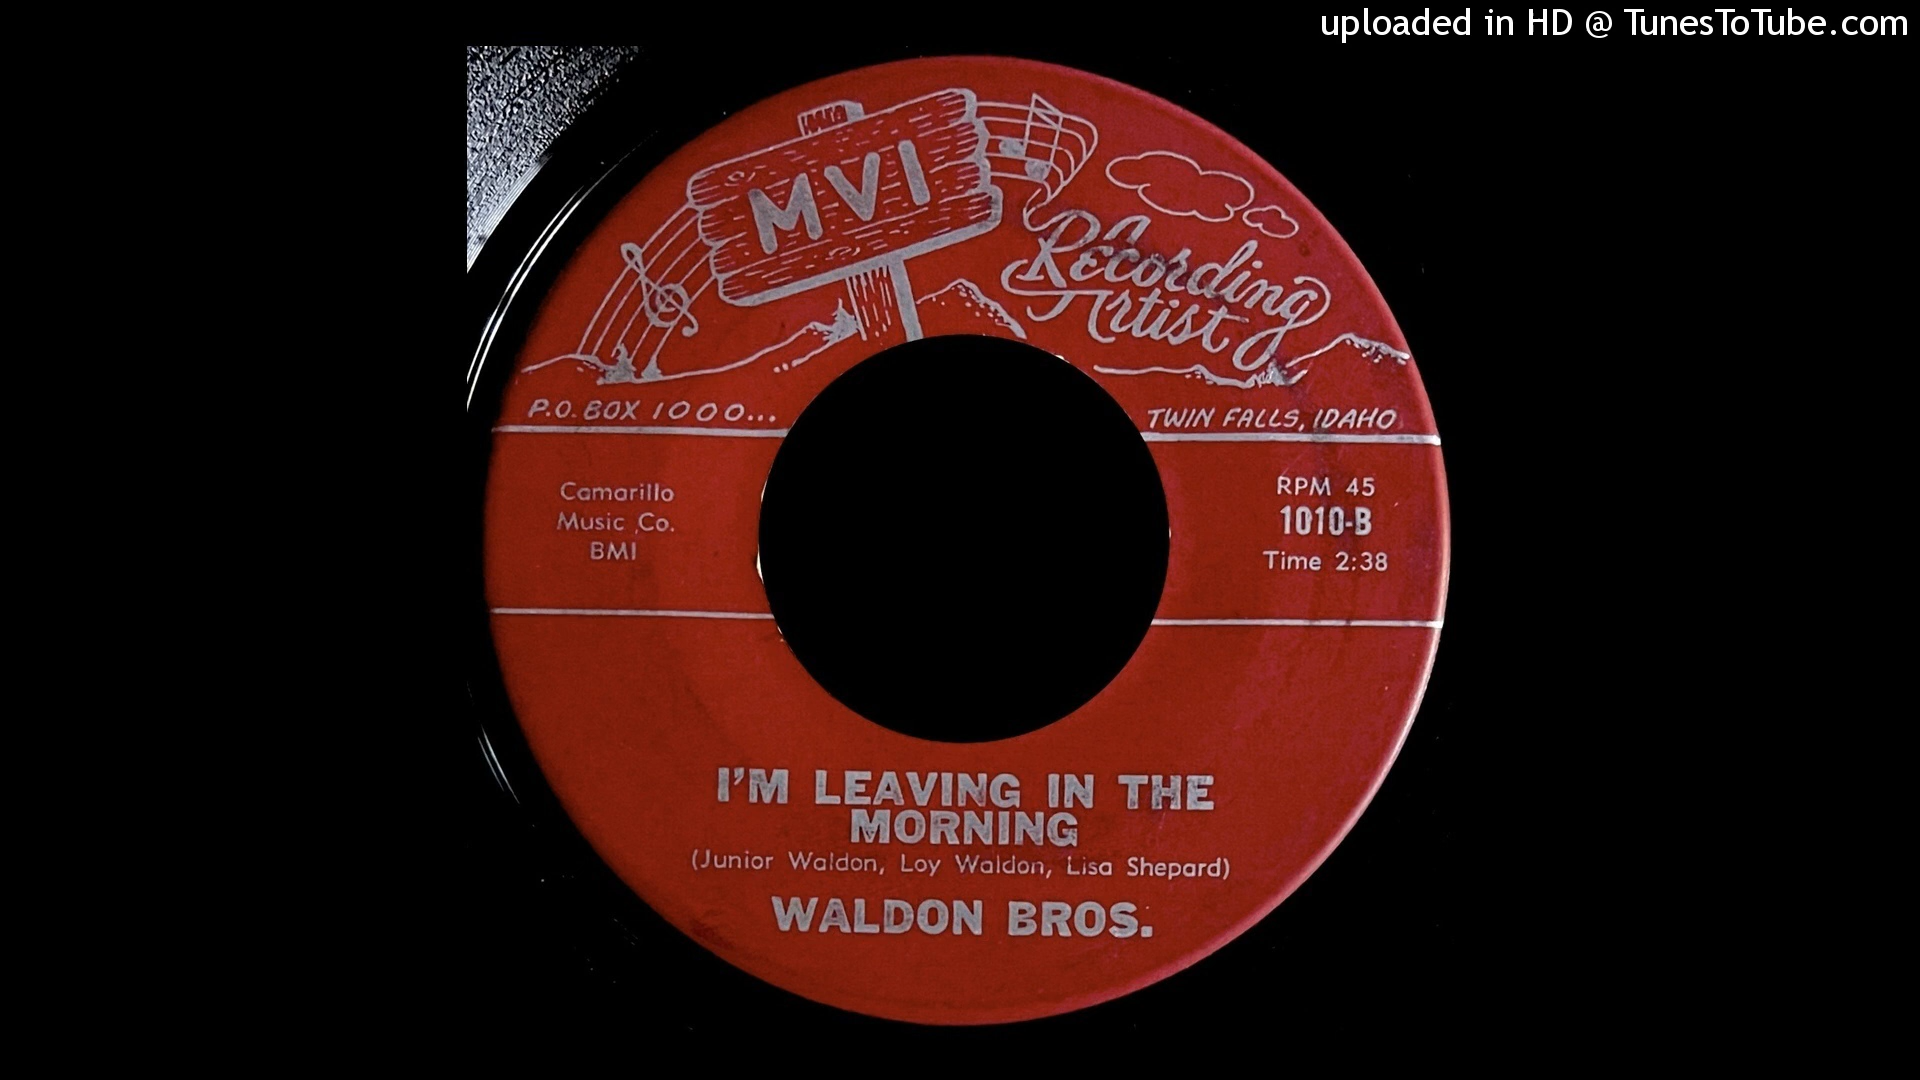 uploaded in HD @ TunesToTube.com
MVI
Recording
Artist
P.O. BOX 1000...
TWIN FALLS, IDAHO
Camarillo
Music Co.
BMI
RPM 45
1010-B
Time 2:38
I'M LEAVING IN THE
MORNING
(Junior Waldon, Loy Waldon, Lisa Shepard)
WALDON BROS.